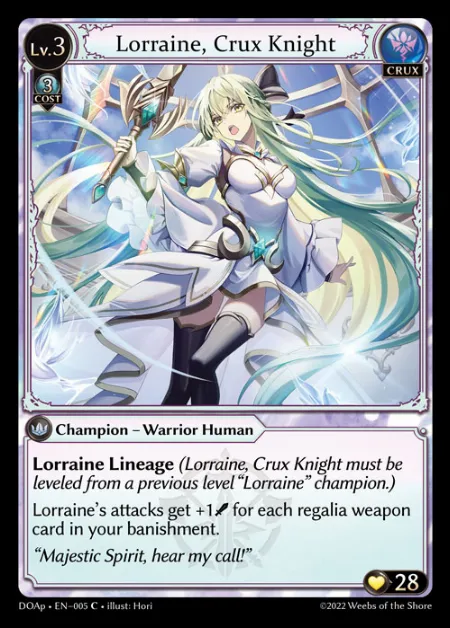 Lv.3
Lorraine, Crux Knight
CRUX
3
COST
Champion – Warrior Human
Lorraine Lineage (Lorraine, Crux Knight must be
leveled from a previous level “Lorraine” champion.)
Lorraine's attacks get +1 for each regalia weapon
card in your banishment.
“Majestic Spirit, hear my call!”
28
DOAp • EN-005 C • illust: Hori
©2022 Weebs of the Shore